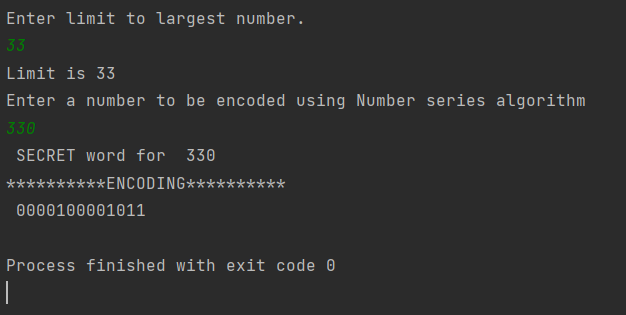 Enter limit to largest number.
33
Limit is 33
Enter a number to be encoded using Number series algorithm
330
SECRET word for  330
**********ENCODING**********
0000100001011
Process finished with exit code 0